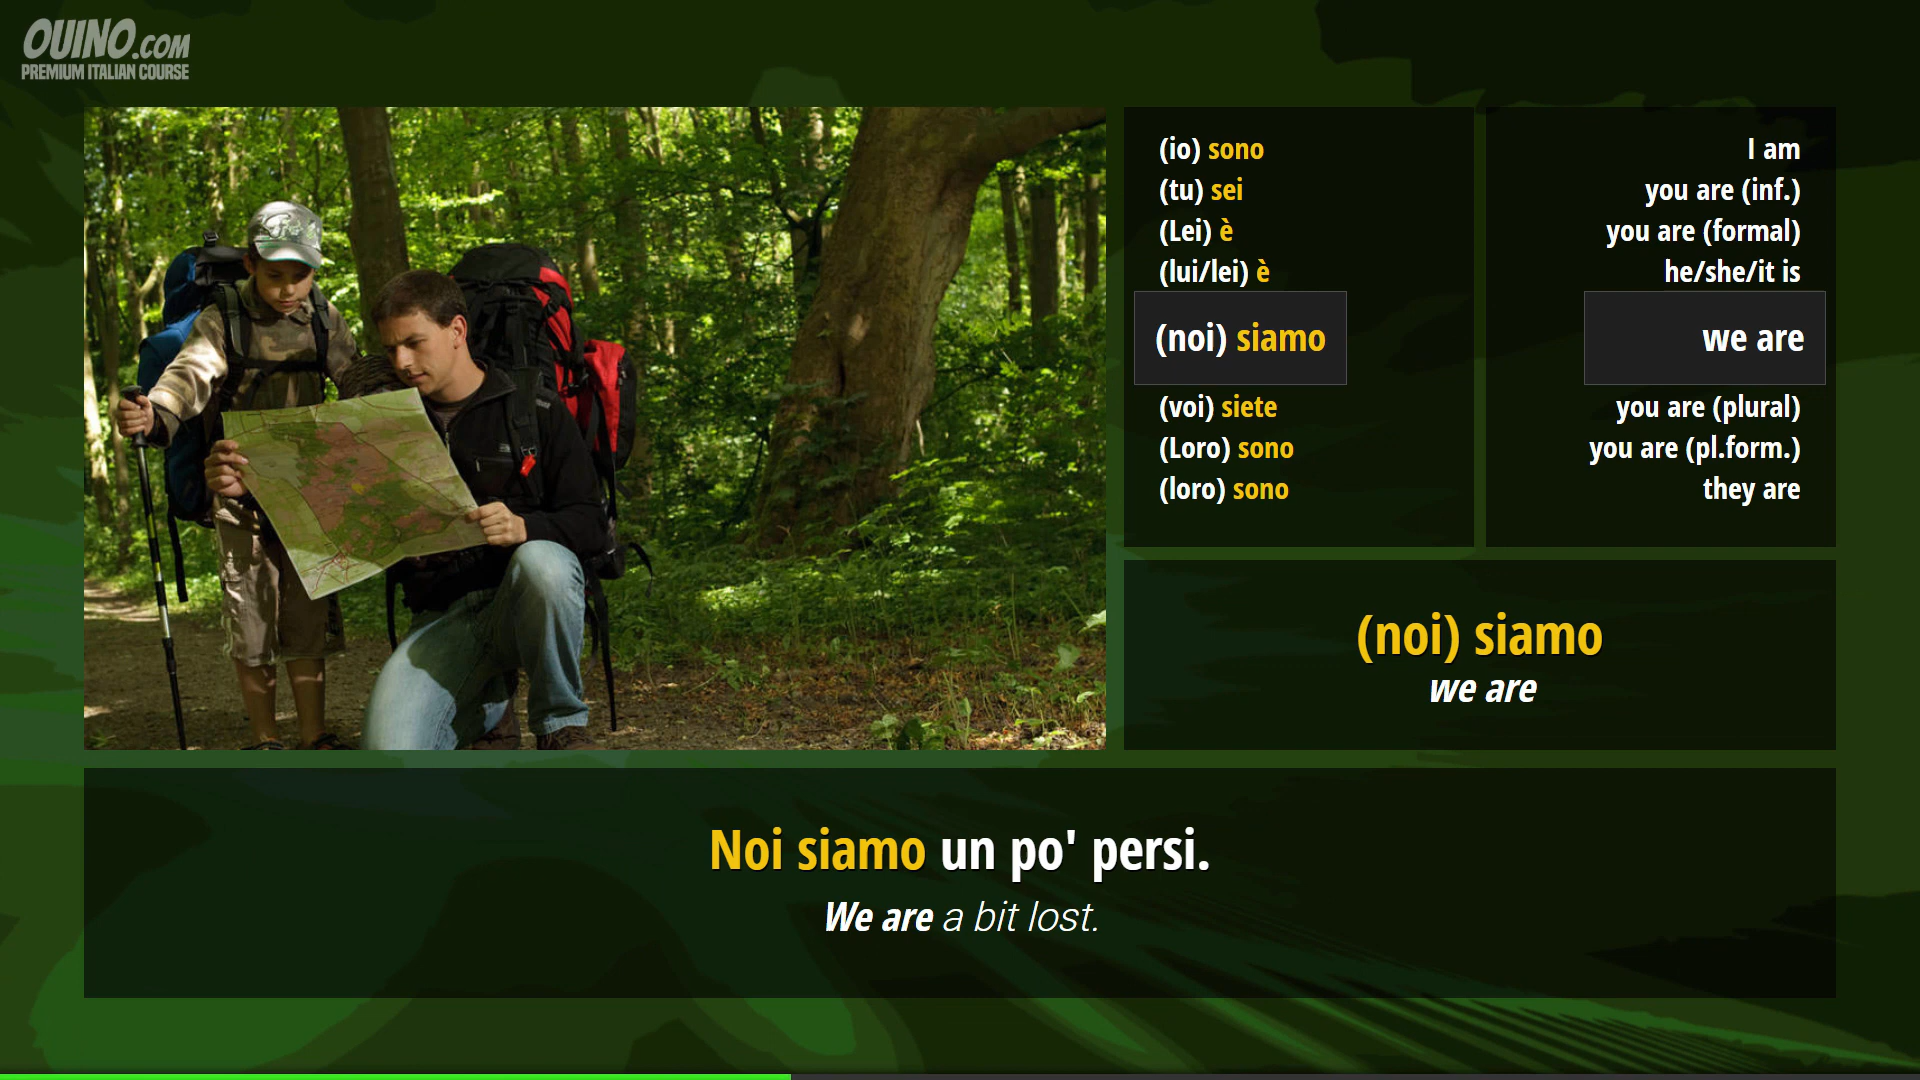 OUINO.COM
PREMIUM ITALIAN COURSE
(io) sono
(tu) sei
(Lei) è
(lui/lei) è
(noi) siamo
(voi) siete
(Loro) sono
(loro) sono
I am
you are (inf.)
you are (formal)
he/she/it is
we are
you are (plural)
you are (pl.form.)
they are
(noi) siamo
we are
Noi siamo un po' persi.
We are a bit lost.